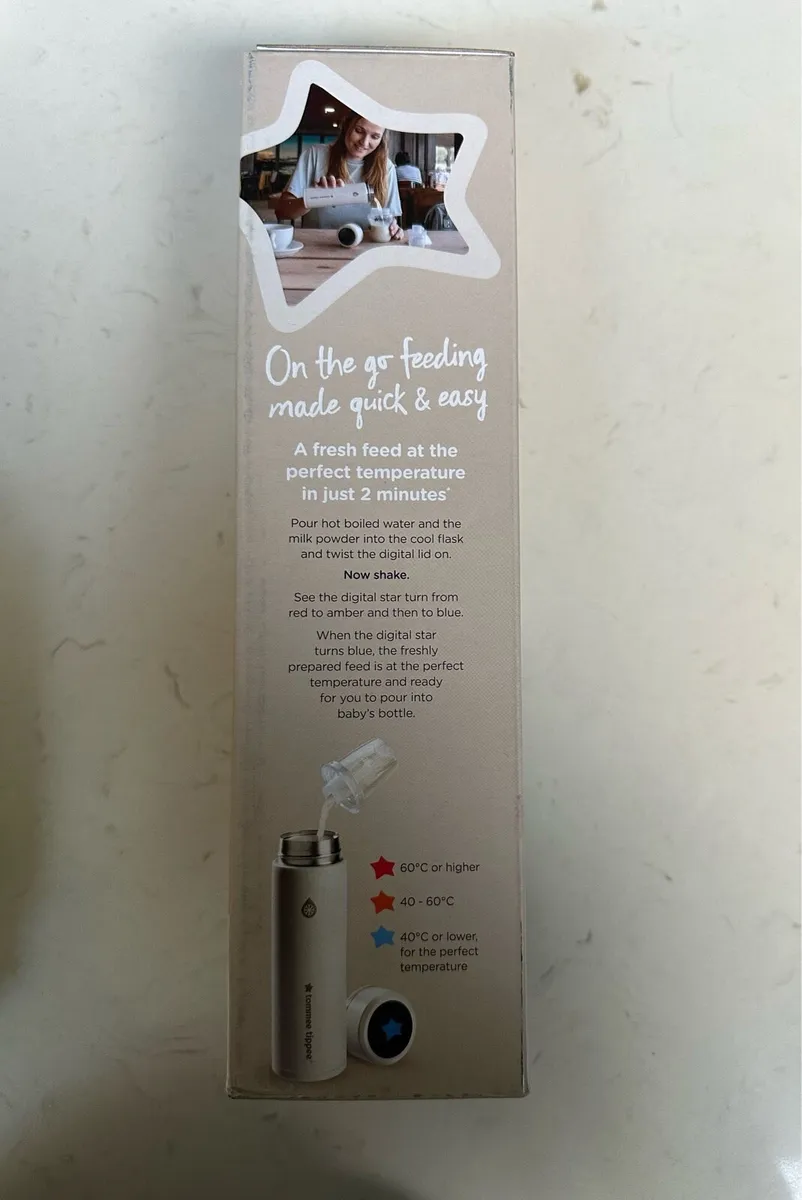 On the go feeding
made quick & easy
A fresh feed at the
perfect temperature
in just 2 minutes*
Pour hot boiled water and the
milk powder into the cool flask
and twist the digital lid on.
Now shake.
See the digital star turn from
red to amber and then to blue.
When the digital star
turns blue, the freshly
prepared feed is at the perfect
temperature and ready
for you to pour into
baby's bottle.
60°C or higher
40 - 60°C
40°C or lower,
for the perfect
temperature
tommee tippee